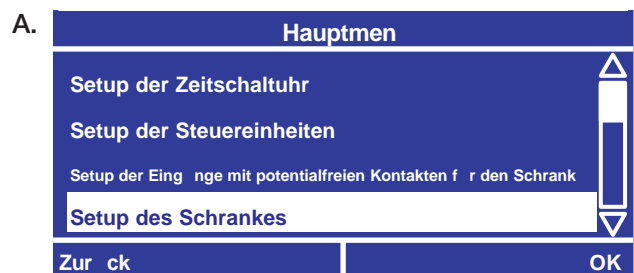 A.
Hauptmen
Setup der Zeitschaltuhr
Setup der Steuereinheiten
Setup der Eing nge mit potentialfreien Kontakten f r den Schrank
Setup des Schrankes
Zur ck OK